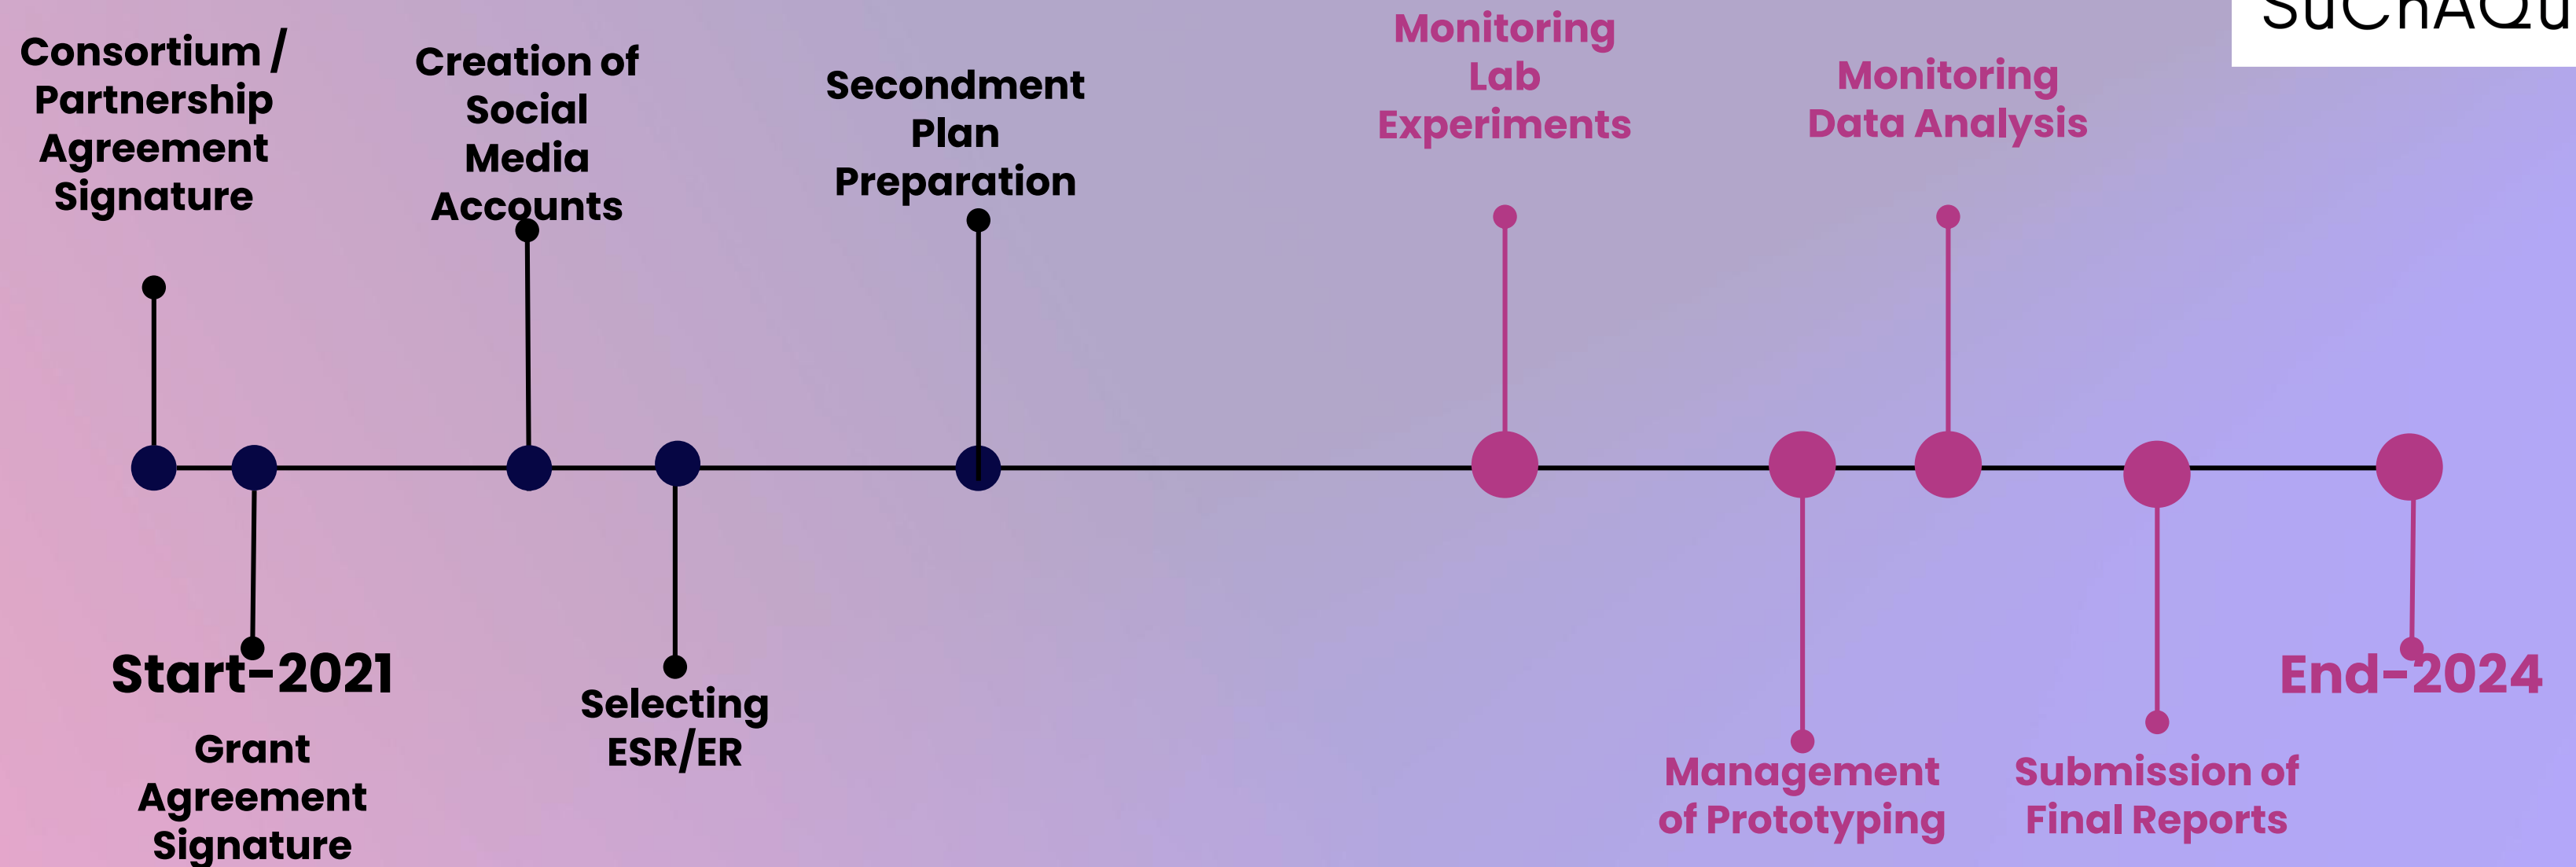 Consortium /
Partnership
Agreement
Signature
Creation of
Social
Media
Accounts
Secondment
Plan
Preparation
Monitoring
Lab
Experiments
Monitoring
Data Analysis
SuChAQu
Start-2021
Grant
Agreement
Signature
Selecting
ESR/ER
Management
of Prototyping
Submission of
Final Reports
End-2024